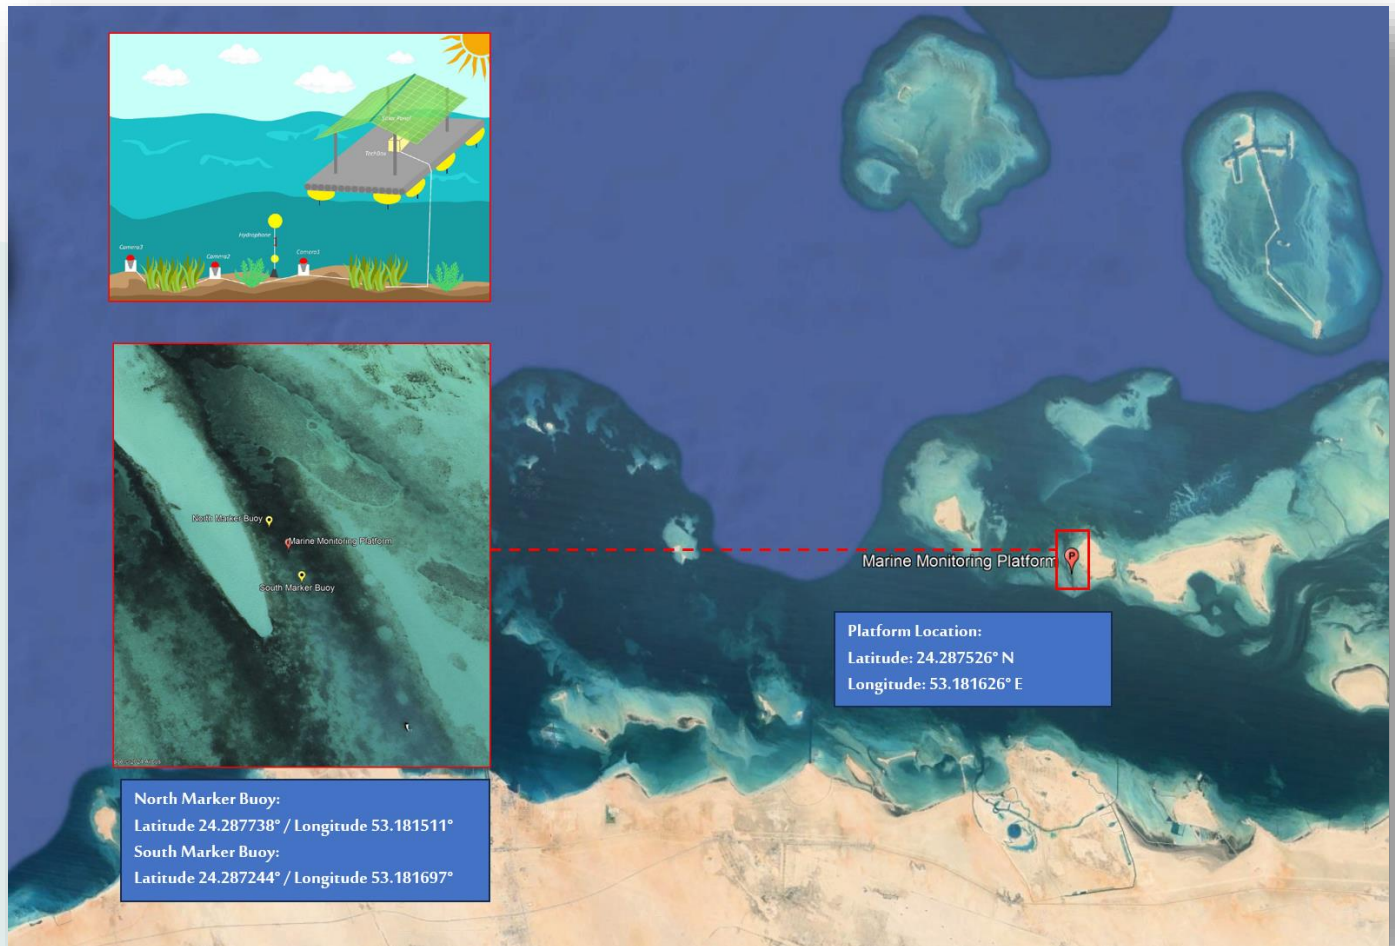 Solar Panel
TechBox
Hydrophone
Camera3
Camera2
Camera1
North Marker Buoy
Marine Monitoring Platform
South Marker Buoy
Marine Monitoring Platform
P
Platform Location:
Latitude: 24.287526° N
Longitude: 53.181626° E
North Marker Buoy:
Latitude 24.287738° / Longitude 53.181511°
South Marker Buoy:
Latitude 24.287244° / Longitude 53.181697°